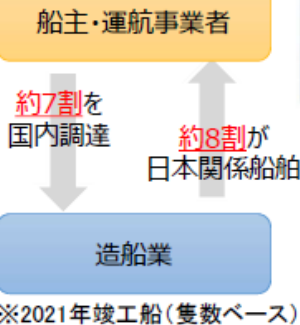 船主・運航事業者
約7割を
国内調達
約8割が
日本関係船舶
造船業
※2021年竣工船(隻数ベース)